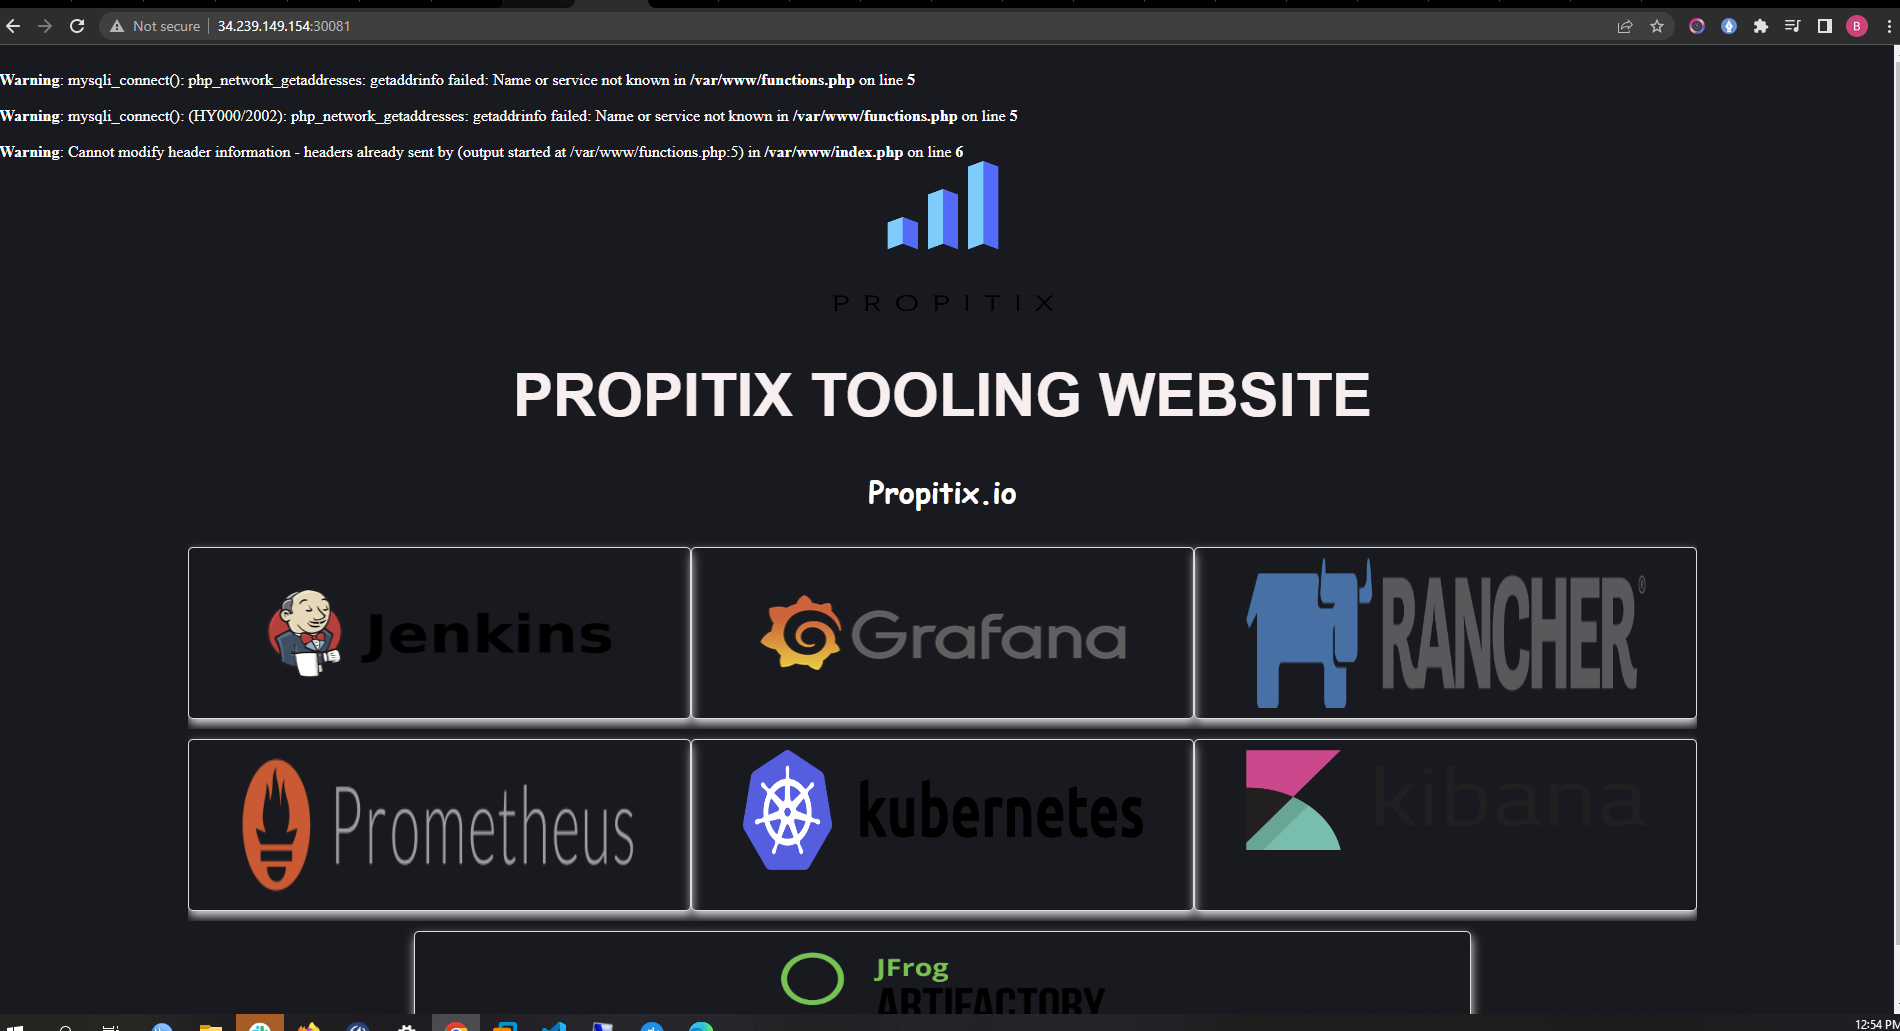 Not secure | 34.239.149.154:30081
B
Warning: mysqli_connect(): php_network_getaddresses: getaddrinfo failed: Name or service not known in /var/www/functions.php on line 5
Warning: mysqli_connect(): (HY000/2002): php_network_getaddresses: getaddrinfo failed: Name or service not known in /var/www/functions.php on line 5
Warning: Cannot modify header information - headers already sent by (output started at /var/www/functions.php:5) in /var/www/index.php on line 6
PROPITIX
PROPITIX TOOLING WEBSITE
Propitix.io
Jenkins
Grafana
RANCHER®
Prometheus
kubernetes
kibana
JFrog
ARTIFACTORY
12:54 PM